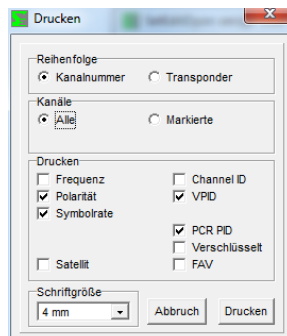 Drucken
Reihenfolge
Kanalnummer Transponder
Kanäle
Alle Markierte
Drucken
Frequenz Channel ID
Polarität VPID
Symbolrate
PCR PID
Verschlüsselt
Satellit FAV
Schriftgröße
4 mm Abbruch Drucken